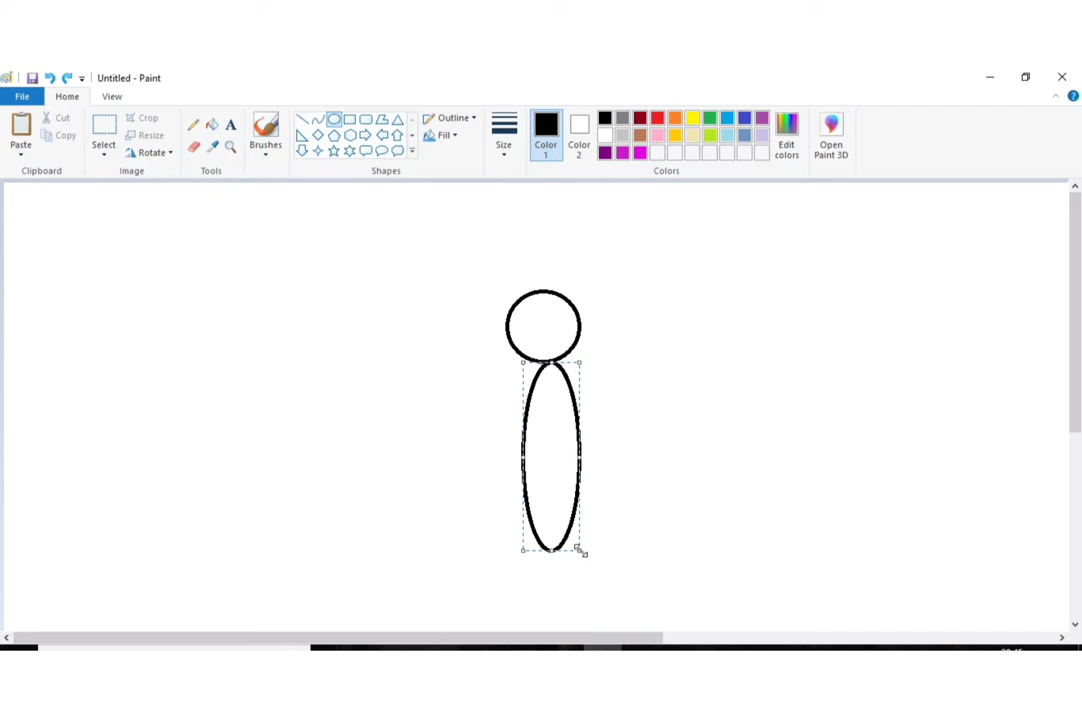 Untitled - Paint
File Home View
Paste
Cut
Copy
Clipboard
Select
Crop
Resize
Rotate
Image
A
Tools
Brushes
Shapes
Outline
Fill
Size
Color
1
Color
2
Edit
colors
Colors
Open
Paint 3D